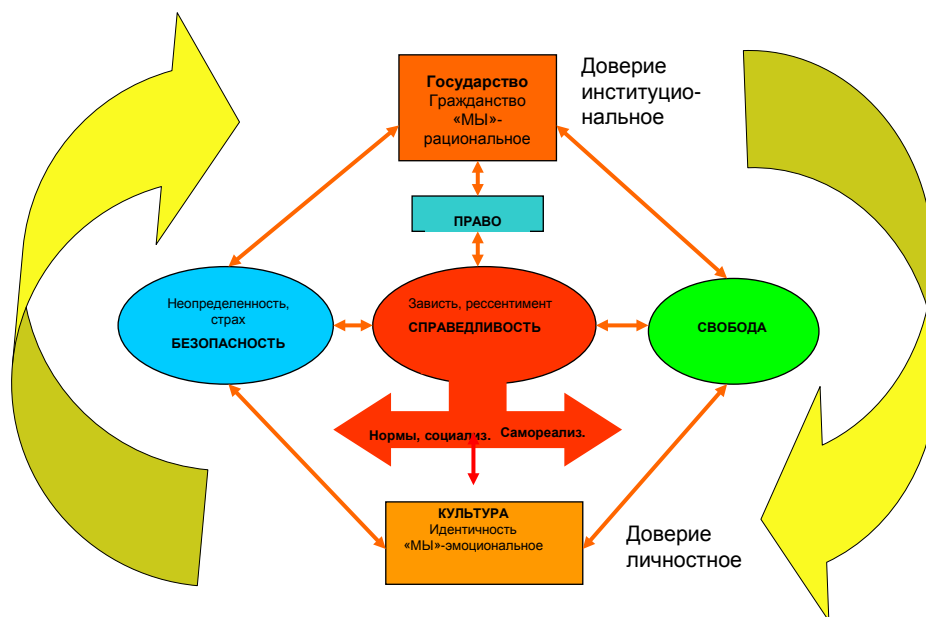 Государство
Гражданство
«МЫ»-
рациональное
Доверие
институцио-
нальное
ПРАВО
Неопределенность,
страх
БЕЗОПАСНОСТЬ
Зависть, рессентимент
СПРАВЕДЛИВОСТЬ
СВОБОДА
Нормы, социализ.
Самореализ.
КУЛЬТУРА
Идентичность
«МЫ»-эмоциональное
Доверие
личностное